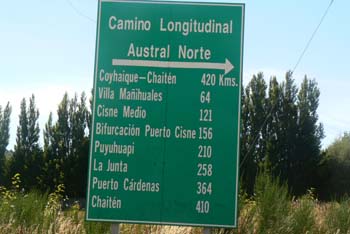 Camino Longitudinal
Austral Norte
Coyhaique-Chaitén 420 Kms.
Villa Mañihuales 64
Cisne Medio 121
Bifurcación Puerto Cisne 156
Puyuhuapi 210
La Junta 258
Puerto Cárdenas 364
Chaitén 410